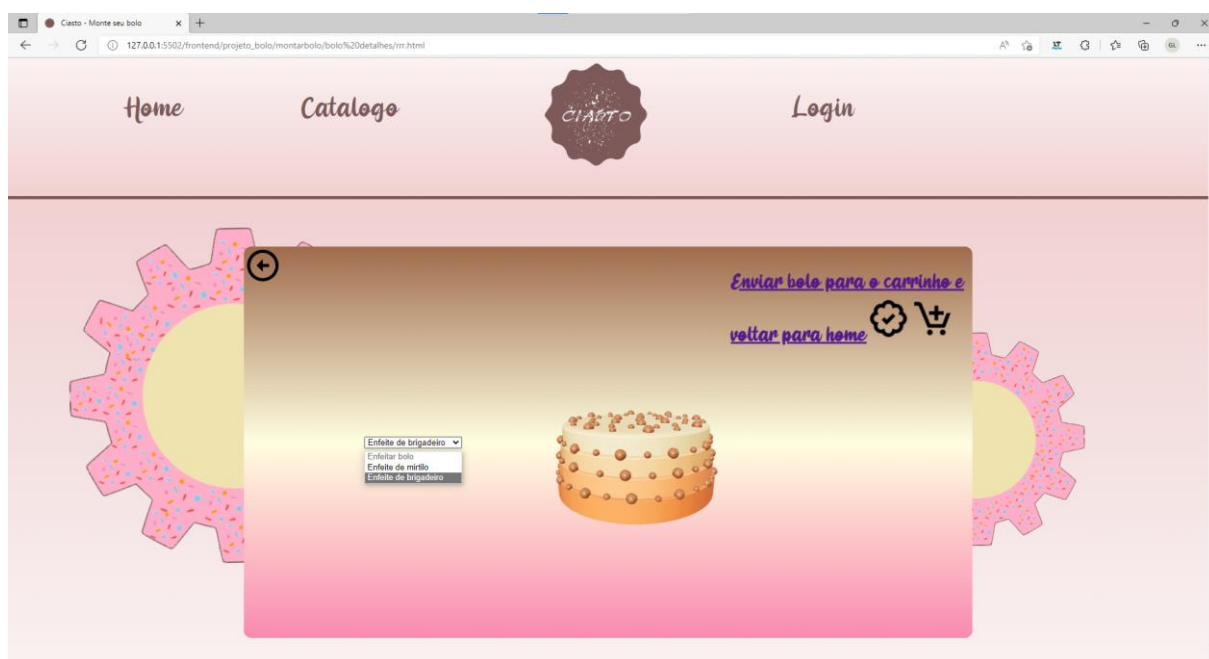 Ciasto - Monte seu bolo
127.0.0.1:5502/frontend/projeto_bolo/montarbolo/bolo%20detalhes/rrr.html
GL
Home
Catalogo
CIASTO
Login
Enviar bolo para o carrinho e
voltar para home
Enfeite de brigadeiro
Enfeitar bolo
Enfeite de mirtilo
Enfeite de brigadeiro